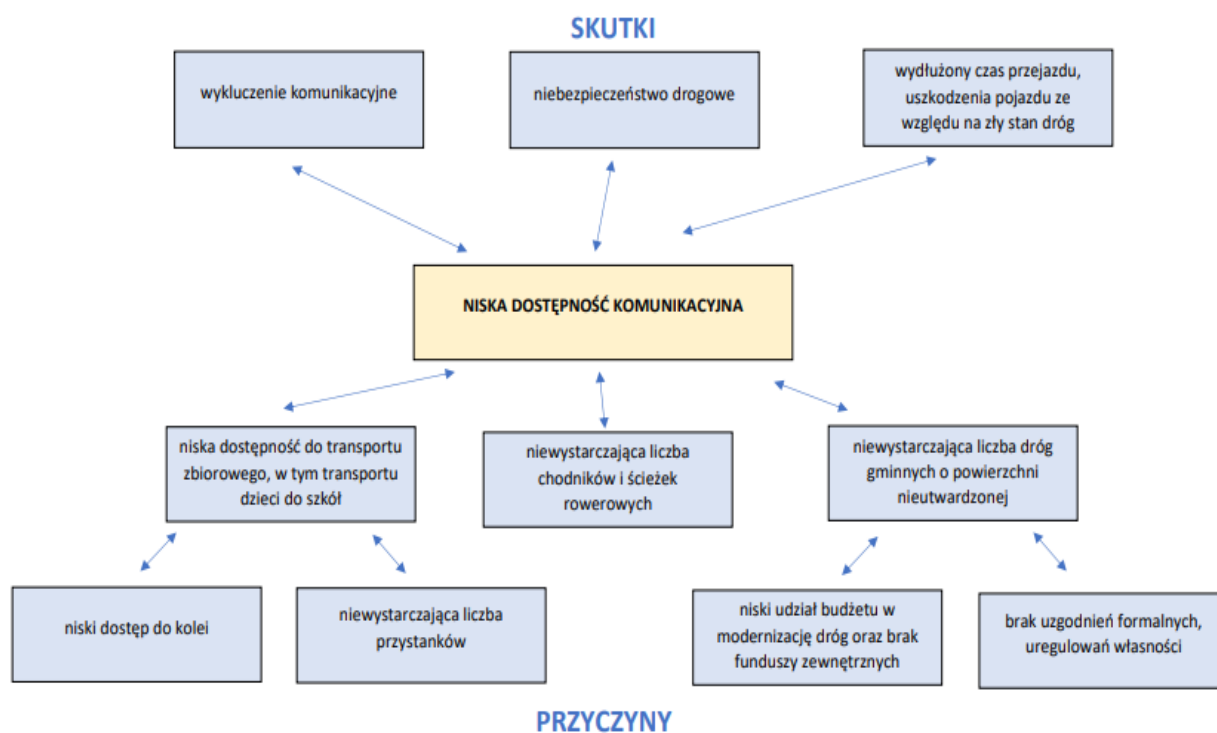 SKUTKI
wykluczenie komunikacyjne
niebezpieczeństwo drogowe
wydłużony czas przejazdu,
uszkodzenia pojazdu ze
względu na zły stan dróg
NISKA DOSTĘPNOŚĆ KOMUNIKACYJNA
niska dostępność do transportu
zbiorowego, w tym transportu
dzieci do szkół
niewystarczająca liczba
chodników i ścieżek
rowerowych
niewystarczająca liczba dróg
gminnych o powierzchni
nieutwardzonej
niski dostęp do kolei
niewystarczająca liczba
przystanków
niski udział budżetu w
modernizację dróg oraz brak
funduszy zewnętrznych
brak uzgodnień formalnych,
uregulowań własności
PRZYCZYNY